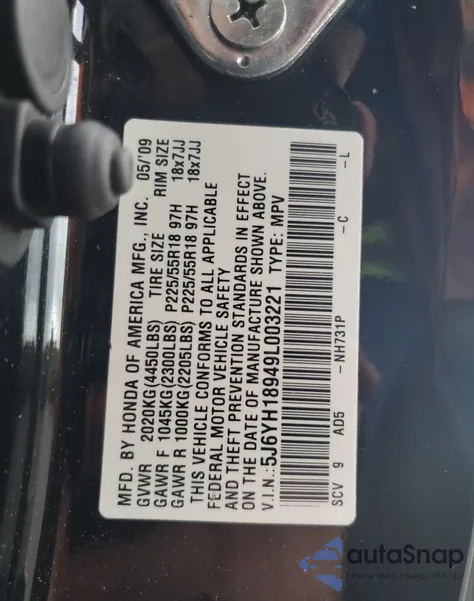 MFD. BY HONDA OF AMERICA MFG., INC. 05/'09
GVWR 2020KG(4450LBS) TIRE SIZE RIM SIZE
GAWR F 1045KG(2300LBS) P225/55R18 97H 18x7JJ
GAWR R 1000KG(2205LBS) P225/55R18 97H 18x7JJ
THIS VEHICLE CONFORMS TO ALL APPLICABLE
FEDERAL MOTOR VEHICLE SAFETY
AND THEFT PREVENTION STANDARDS IN EFFECT
ON THE DATE OF MANUFACTURE SHOWN ABOVE.
V.I.N.:5J6YH18949L003221 TYPE: MPV
SCV 9 AD5 -NH731P -C -L
autoSnap